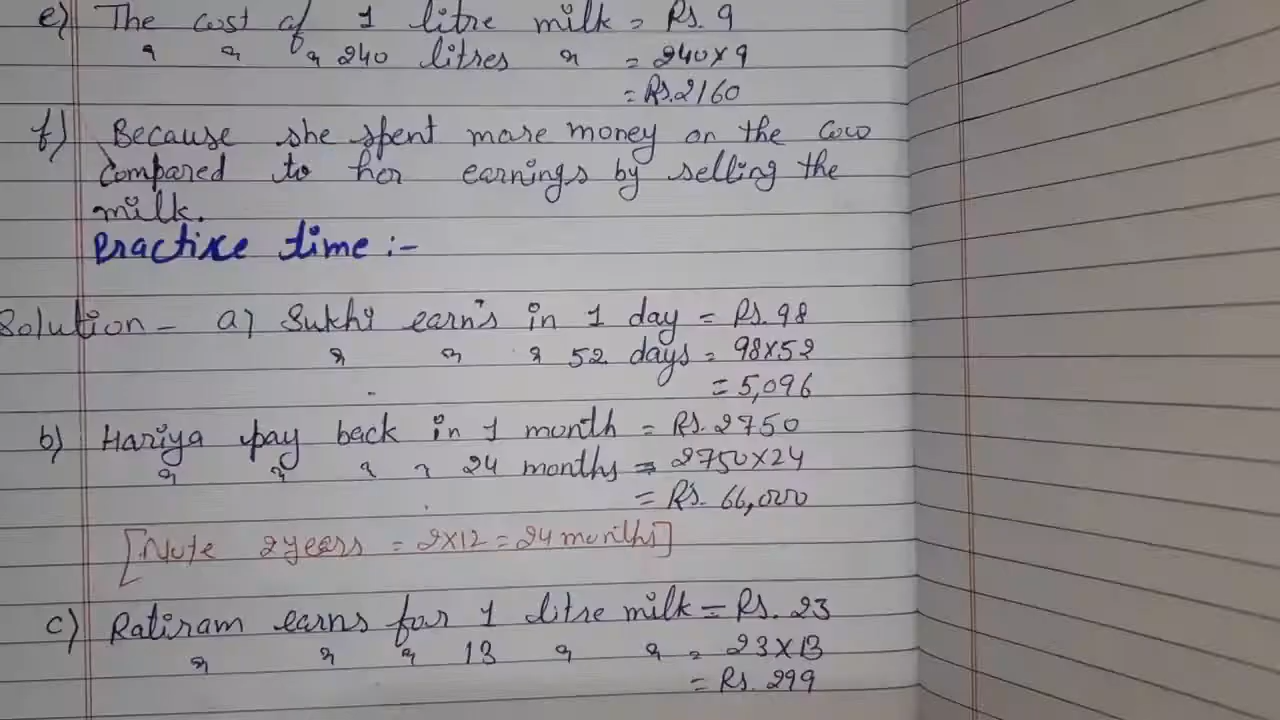 e) The cost of 1 litre milk = Rs. 9
" " " 240 litres " = 240×9
= Rs.2160
f) Because she spent more money on the cow
compared to her earnings by selling the
milk.
Practice time :-
Solution - a) Sukhi earns in 1 day = Rs. 98
" " " 52 days = 98×52
= 5,096
b) Hariya pay back in 1 month = Rs. 2750
" " " " 24 months = 2750×24
= Rs. 66,000
[Note 2 years = 2×12 = 24 months]
c) Ratiram earns for 1 litre milk = Rs. 23
" " " 13 " " = 23×13
= Rs. 299